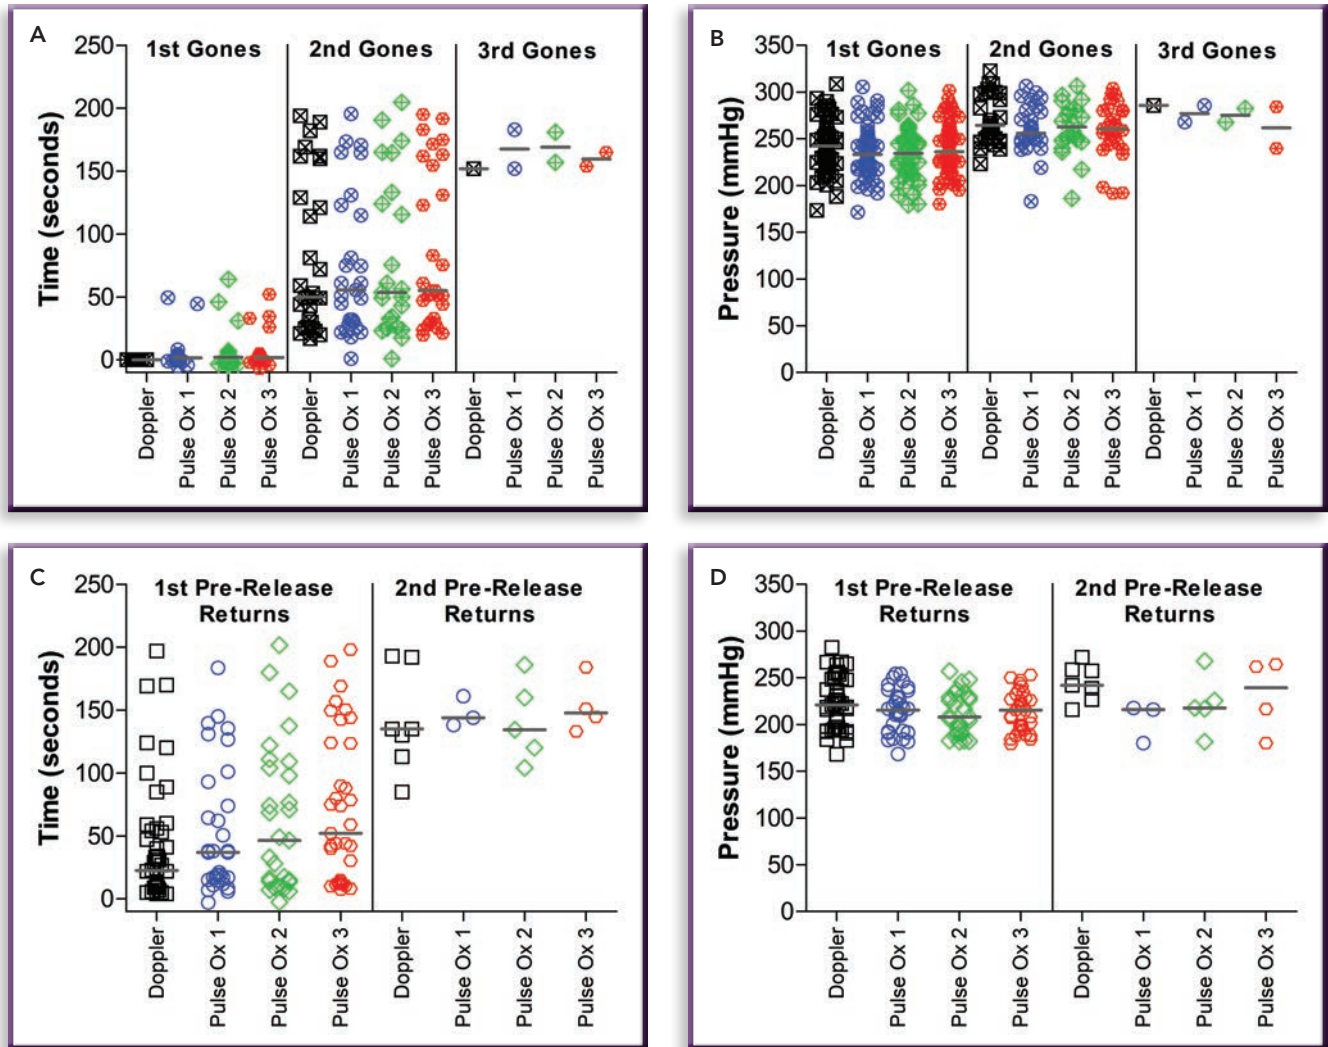 A
1st Gones 2nd Gones 3rd Gones
Time (seconds)
250
200
150
100
50
0
Doppler
Pulse Ox 1
Pulse Ox 2
Pulse Ox 3
Doppler
Pulse Ox 1
Pulse Ox 2
Pulse Ox 3
Doppler
Pulse Ox 1
Pulse Ox 2
Pulse Ox 3
B
1st Gones 2nd Gones 3rd Gones
Pressure (mmHg)
350
300
250
200
150
100
50
0
Doppler
Pulse Ox 1
Pulse Ox 2
Pulse Ox 3
Doppler
Pulse Ox 1
Pulse Ox 2
Pulse Ox 3
Doppler
Pulse Ox 1
Pulse Ox 2
Pulse Ox 3
C
1st Pre-Release
Returns
2nd Pre-Release
Returns
Time (seconds)
250
200
150
100
50
0
Doppler
Pulse Ox 1
Pulse Ox 2
Pulse Ox 3
Doppler
Pulse Ox 1
Pulse Ox 2
Pulse Ox 3
D
1st Pre-Release
Returns
2nd Pre-Release
Returns
Pressure (mmHg)
350
300
250
200
150
100
50
0
Doppler
Pulse Ox 1
Pulse Ox 2
Pulse Ox 3
Doppler
Pulse Ox 1
Pulse Ox 2
Pulse Ox 3